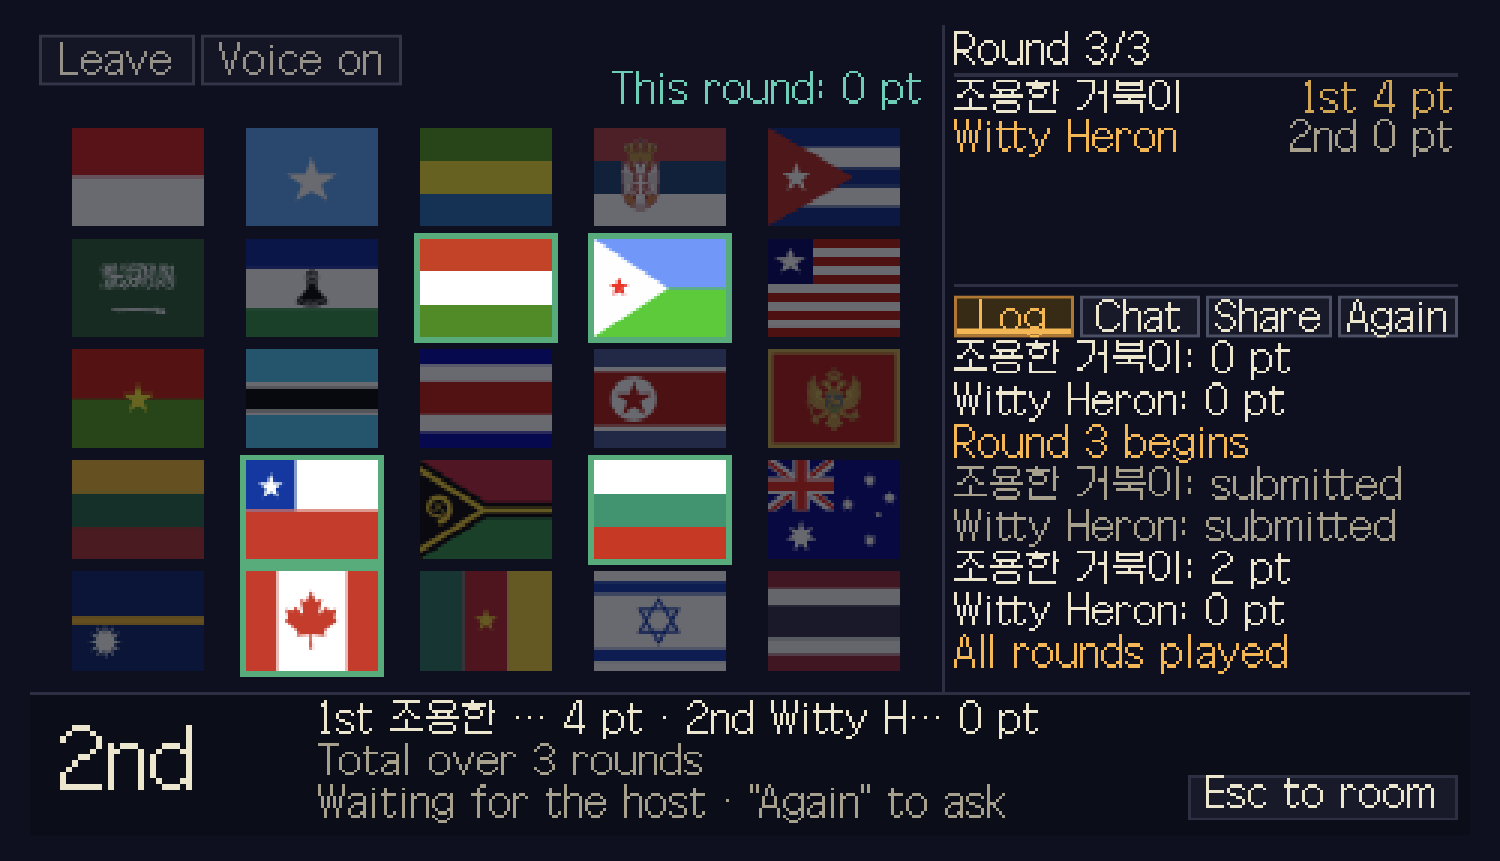 Leave
Voice on
This round: 0 pt
Round 3/3
조용한 거북이 1st 4 pt
Witty Heron 2nd 0 pt
Log
Chat
Share
Again
조용한 거북이: 0 pt
Witty Heron: 0 pt
Round 3 begins
조용한 거북이: submitted
Witty Heron: submitted
조용한 거북이: 2 pt
Witty Heron: 0 pt
All rounds played
2nd
1st 조용한 ⋯ 4 pt · 2nd Witty H⋯ 0 pt
Total over 3 rounds
Waiting for the host · "Again" to ask
Esc to room